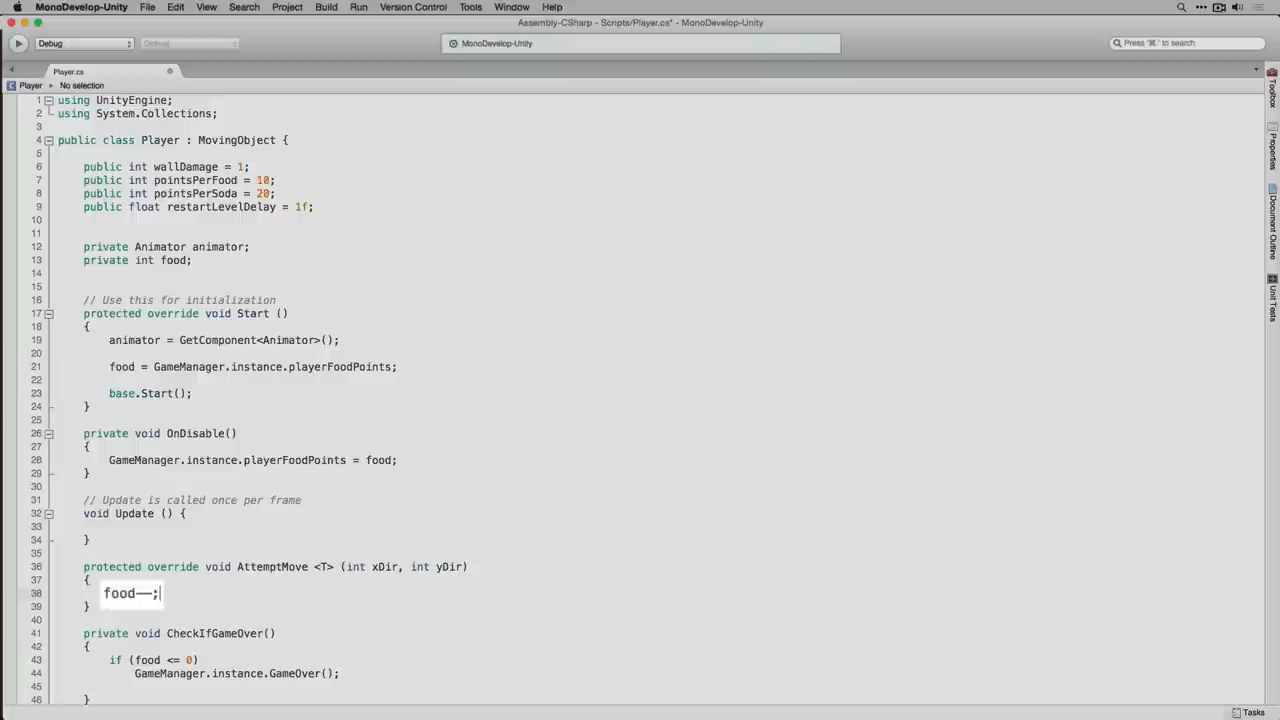 MonoDevelop-Unity File Edit View Search Project Build Run Version Control Tools Window Help
Assembly-CSharp - Scripts/Player.cs* - MonoDevelop-Unity
Debug Default MonoDevelop-Unity Press '⌘.' to search
Player.cs
Player ▸ No selection
1 using UnityEngine;
2 using System.Collections;
3
4 public class Player : MovingObject {
5
6 public int wallDamage = 1;
7 public int pointsPerFood = 10;
8 public int pointsPerSoda = 20;
9 public float restartLevelDelay = 1f;
10
11
12 private Animator animator;
13 private int food;
14
15
16 // Use this for initialization
17 protected override void Start ()
18 {
19 animator = GetComponent<Animator>();
20
21 food = GameManager.instance.playerFoodPoints;
22
23 base.Start();
24 }
25
26 private void OnDisable()
27 {
28 GameManager.instance.playerFoodPoints = food;
29 }
30
31 // Update is called once per frame
32 void Update () {
33
34 }
35
36 protected override void AttemptMove <T> (int xDir, int yDir)
37 {
38 food--;
39 }
40
41 private void CheckIfGameOver()
42 {
43 if (food <= 0)
44 GameManager.instance.GameOver();
45
46 }
Toolbox
Properties
Document Outline
Unit Tests
Tasks